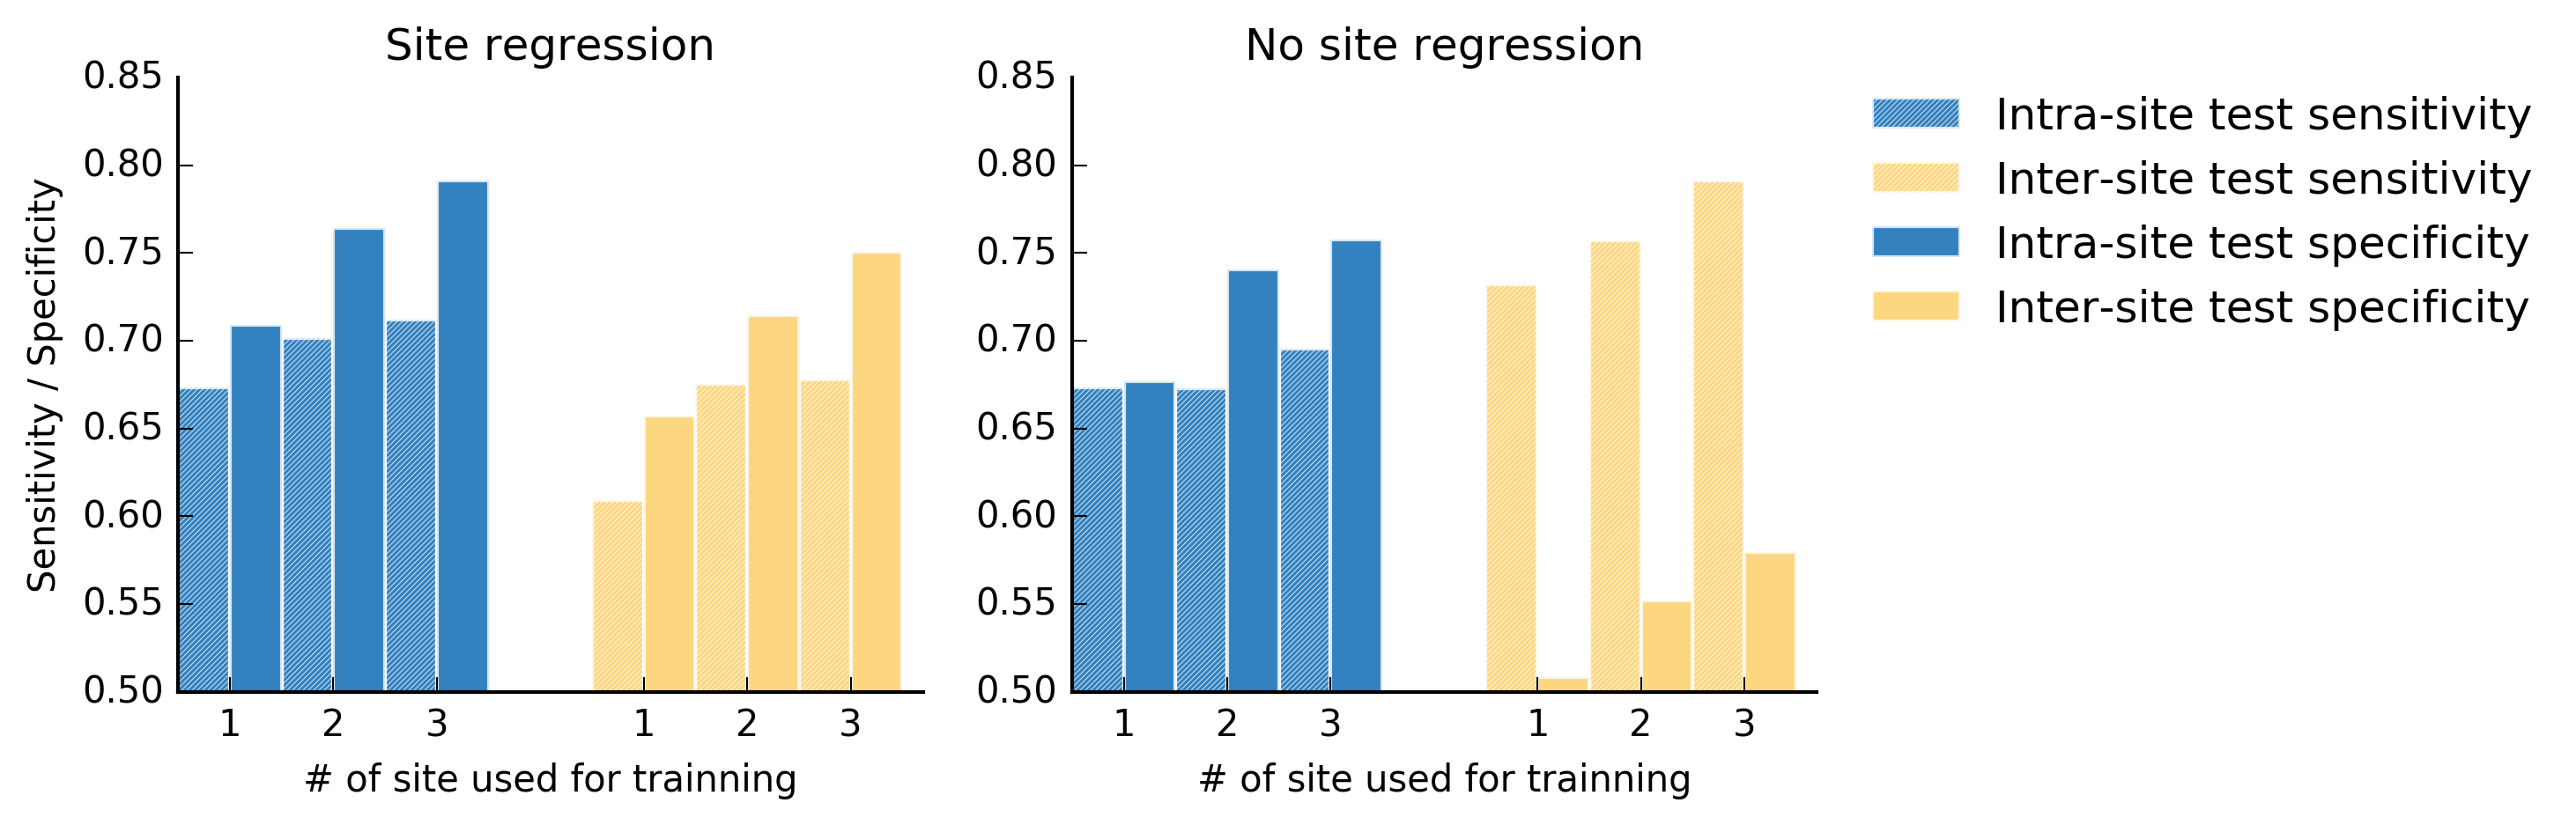 Site regression
0.85
0.80
0.75
0.70
0.65
0.60
0.55
0.50
Sensitivity / Specificity
1 2 3 1 2 3
# of site used for trainning
No site regression
0.85
0.80
0.75
0.70
0.65
0.60
0.55
0.50
1 2 3 1 2 3
# of site used for trainning
Intra-site test sensitivity
Inter-site test sensitivity
Intra-site test specificity
Inter-site test specificity